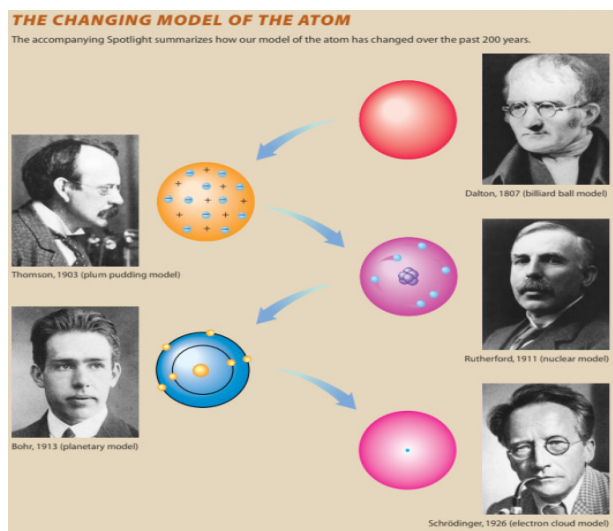 THE CHANGING MODEL OF THE ATOM
The accompanying Spotlight summarizes how our model of the atom has changed over the past 200 years.
Dalton, 1807 (billiard ball model)
Thomson, 1903 (plum pudding model)
Rutherford, 1911 (nuclear model)
Bohr, 1913 (planetary model)
Schrödinger, 1926 (electron cloud model)